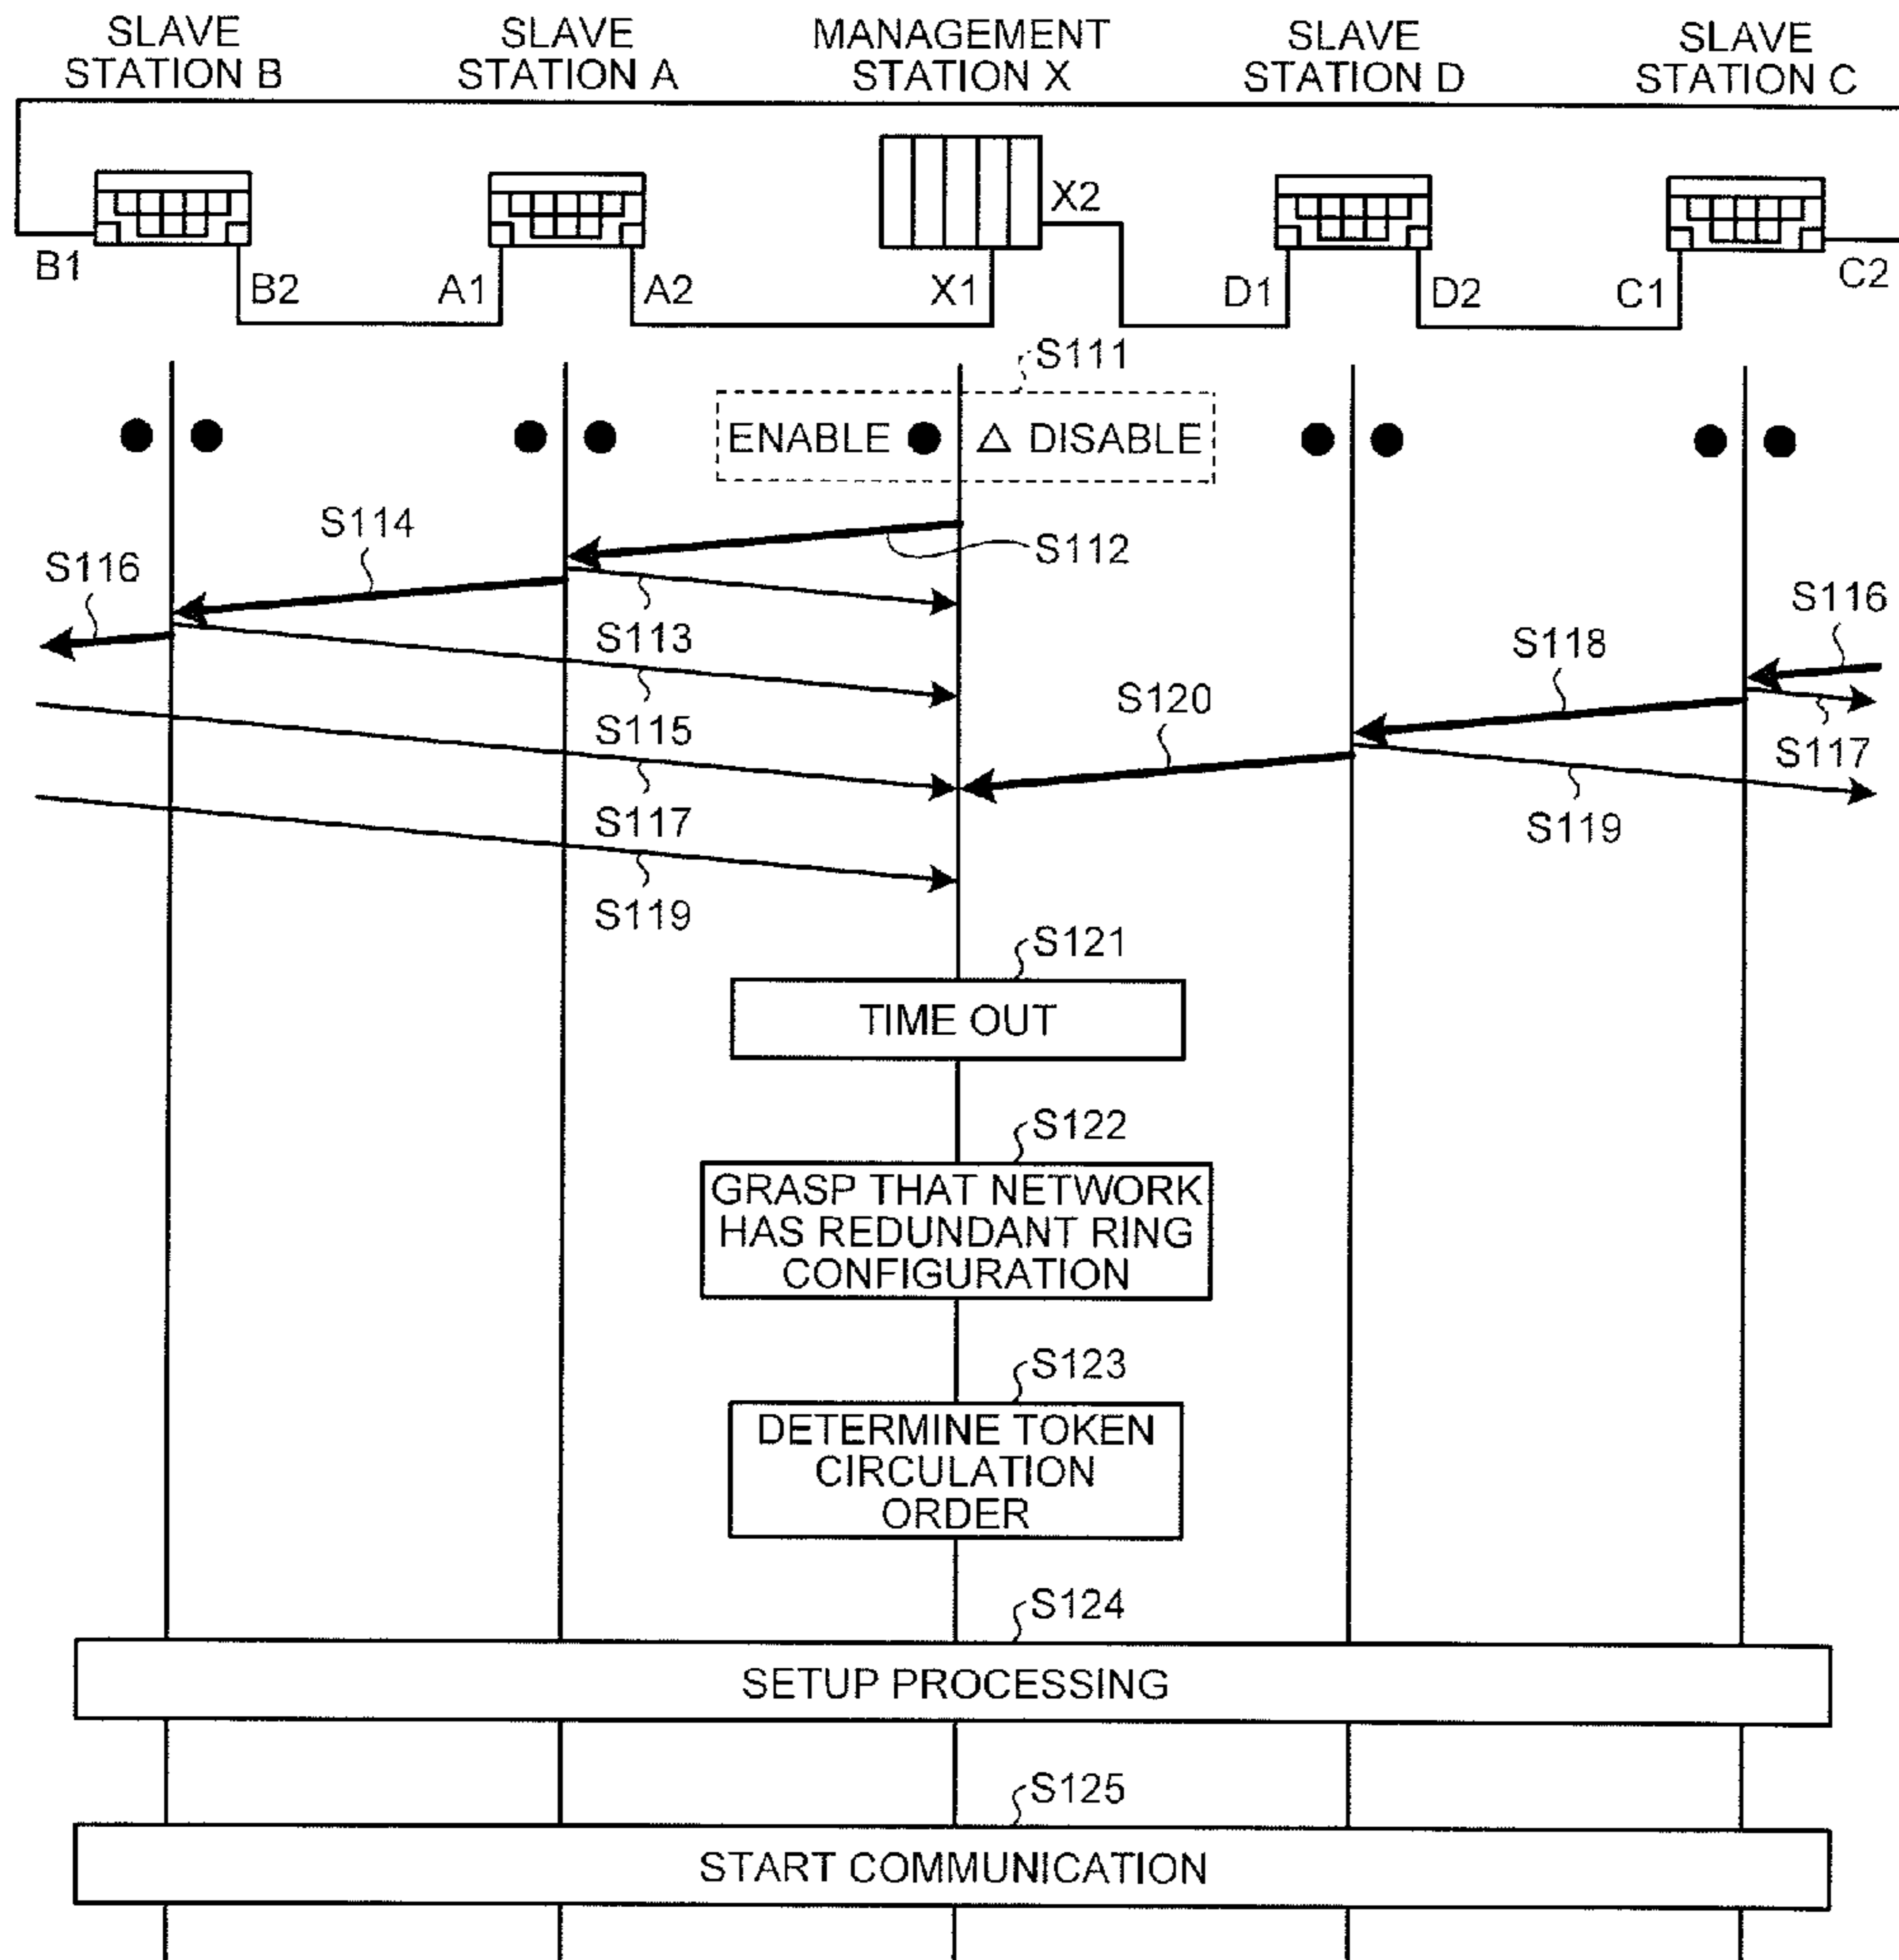 SLAVE
STATION B
SLAVE
STATION A
MANAGEMENT
STATION X
SLAVE
STATION D
SLAVE
STATION C
X2
B1
B2
A1
A2
X1
D1
D2
C1
C2
S111
ENABLE ● △ DISABLE
S114
S112
S116
S116
S113
S118
S120
S115
S117
S117
S119
S119
S121
TIME OUT
S122
GRASP THAT NETWORK
HAS REDUNDANT RING
CONFIGURATION
S123
DETERMINE TOKEN
CIRCULATION
ORDER
S124
SETUP PROCESSING
S125
START COMMUNICATION